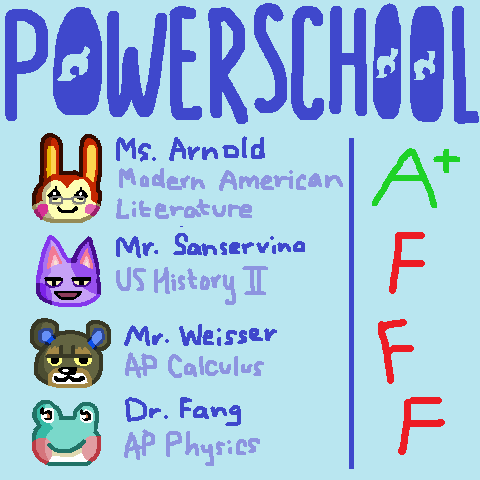 POWERSCHOOL
Ms. Arnold
Modern American
Literature
A+
Mr. Sanservino
US History II
F
Mr. Weisser
AP Calculus
F
Dr. Fang
AP Physics
F